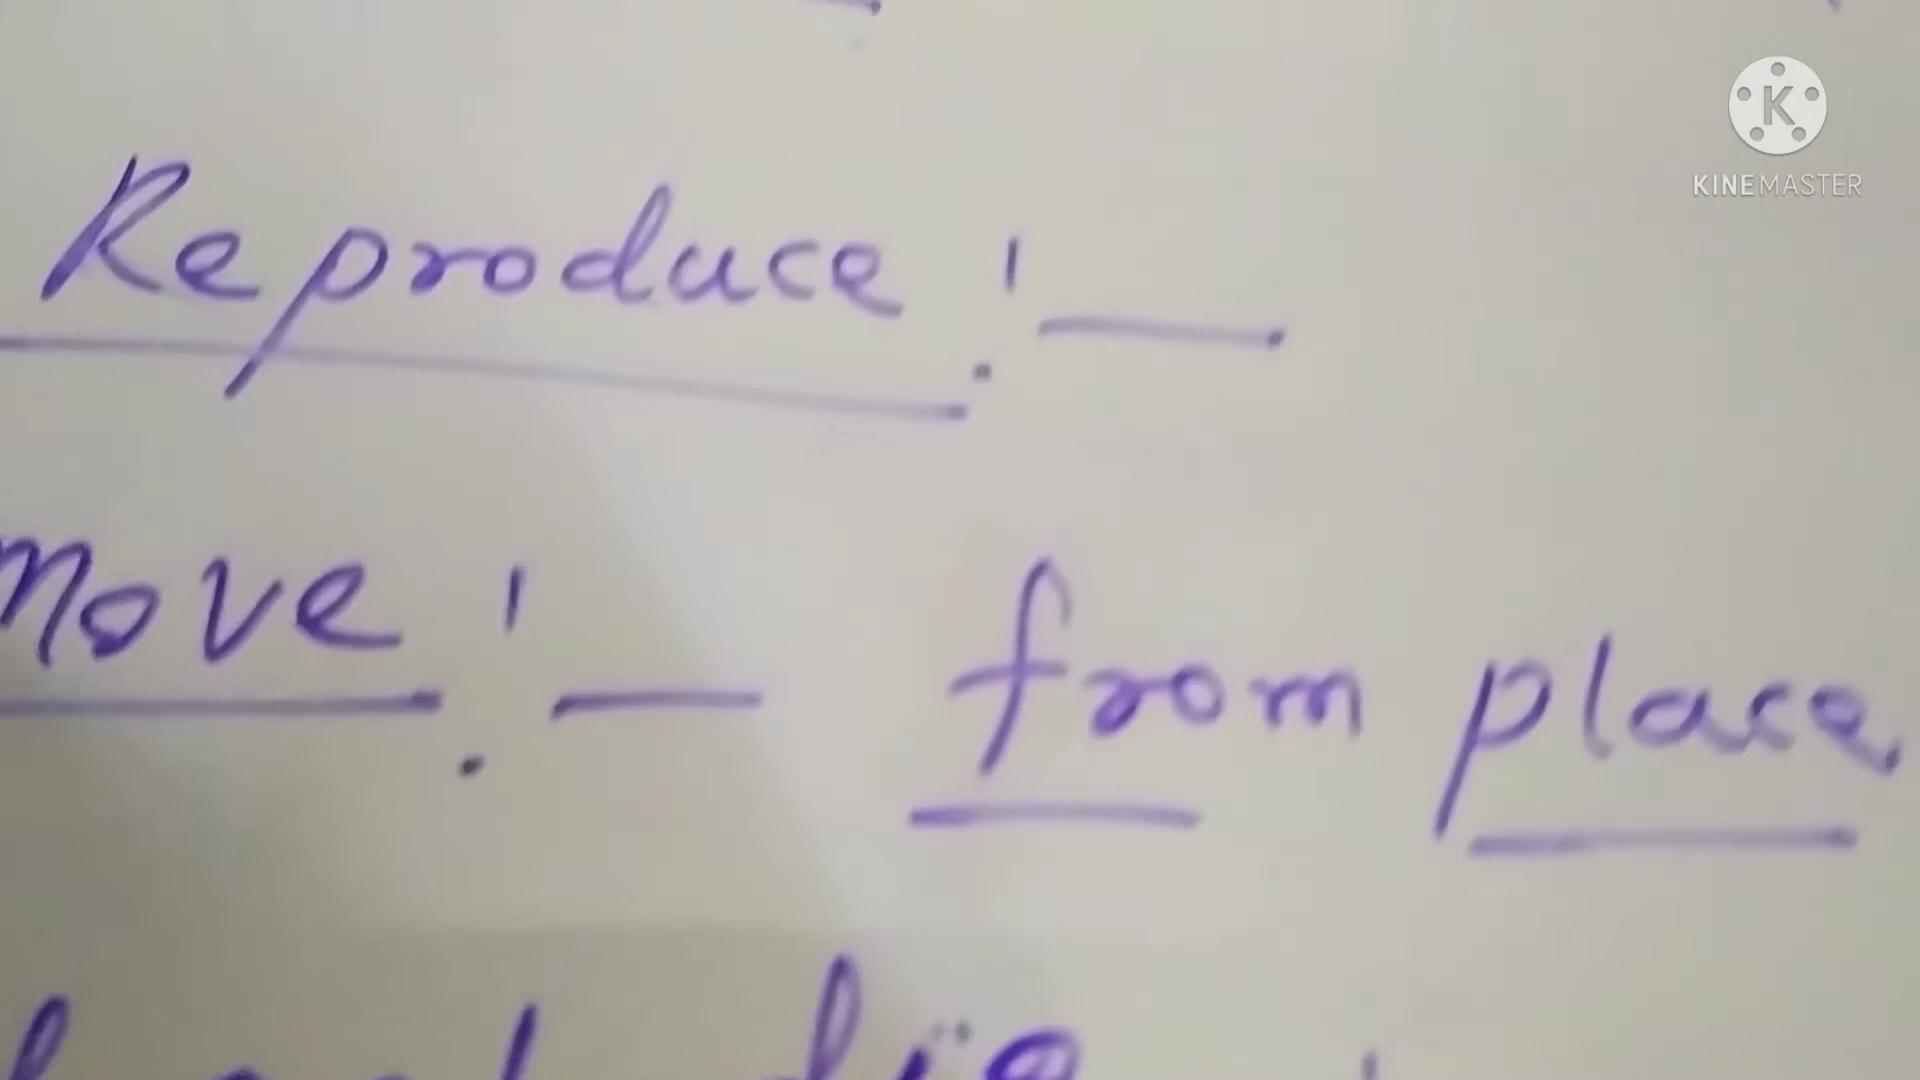 K
KINEMASTER
Reproduce :—
Move :— from place